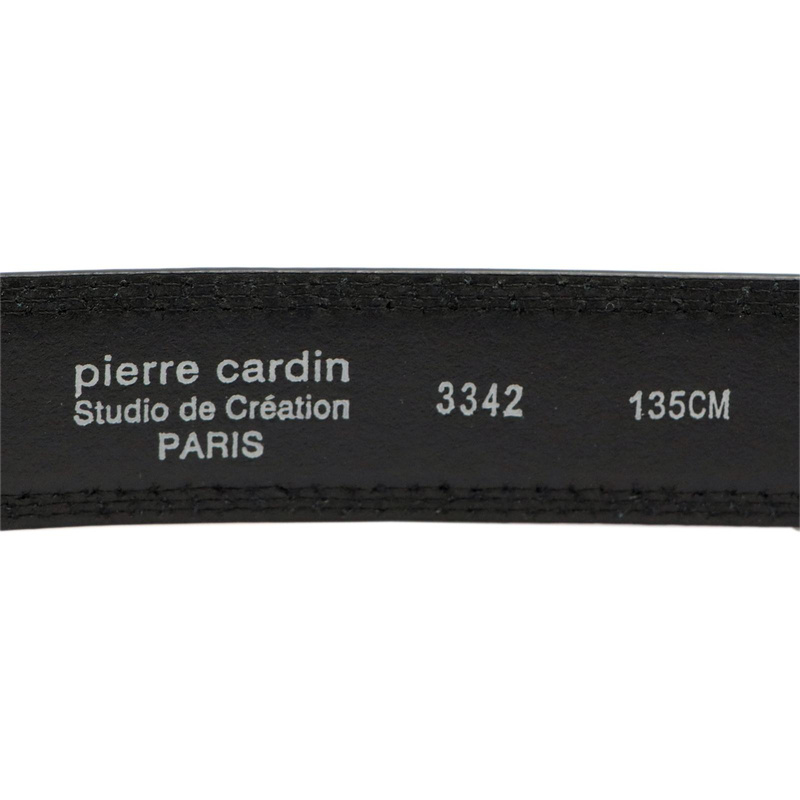 pierre cardin
Studio de Création
PARIS
3342
135CM